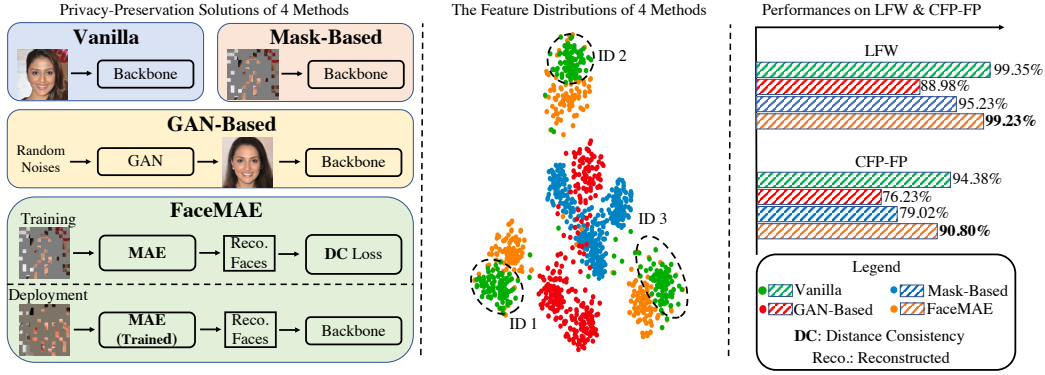 Privacy-Preservation Solutions of 4 Methods
Vanilla
Backbone
Mask-Based
Backbone
GAN-Based
Random
Noises
GAN
Backbone
FaceMAE
Training
MAE
Reco.
Faces
DC Loss
Deployment
MAE
(Trained)
Reco.
Faces
Backbone
The Feature Distributions of 4 Methods
ID 2
ID 3
ID 1
Performances on LFW & CFP-FP
LFW
99.35%
88.98%
95.23%
99.23%
CFP-FP
94.38%
76.23%
79.02%
90.80%
Legend
Vanilla
Mask-Based
GAN-Based
FaceMAE
DC: Distance Consistency
Reco.: Reconstructed